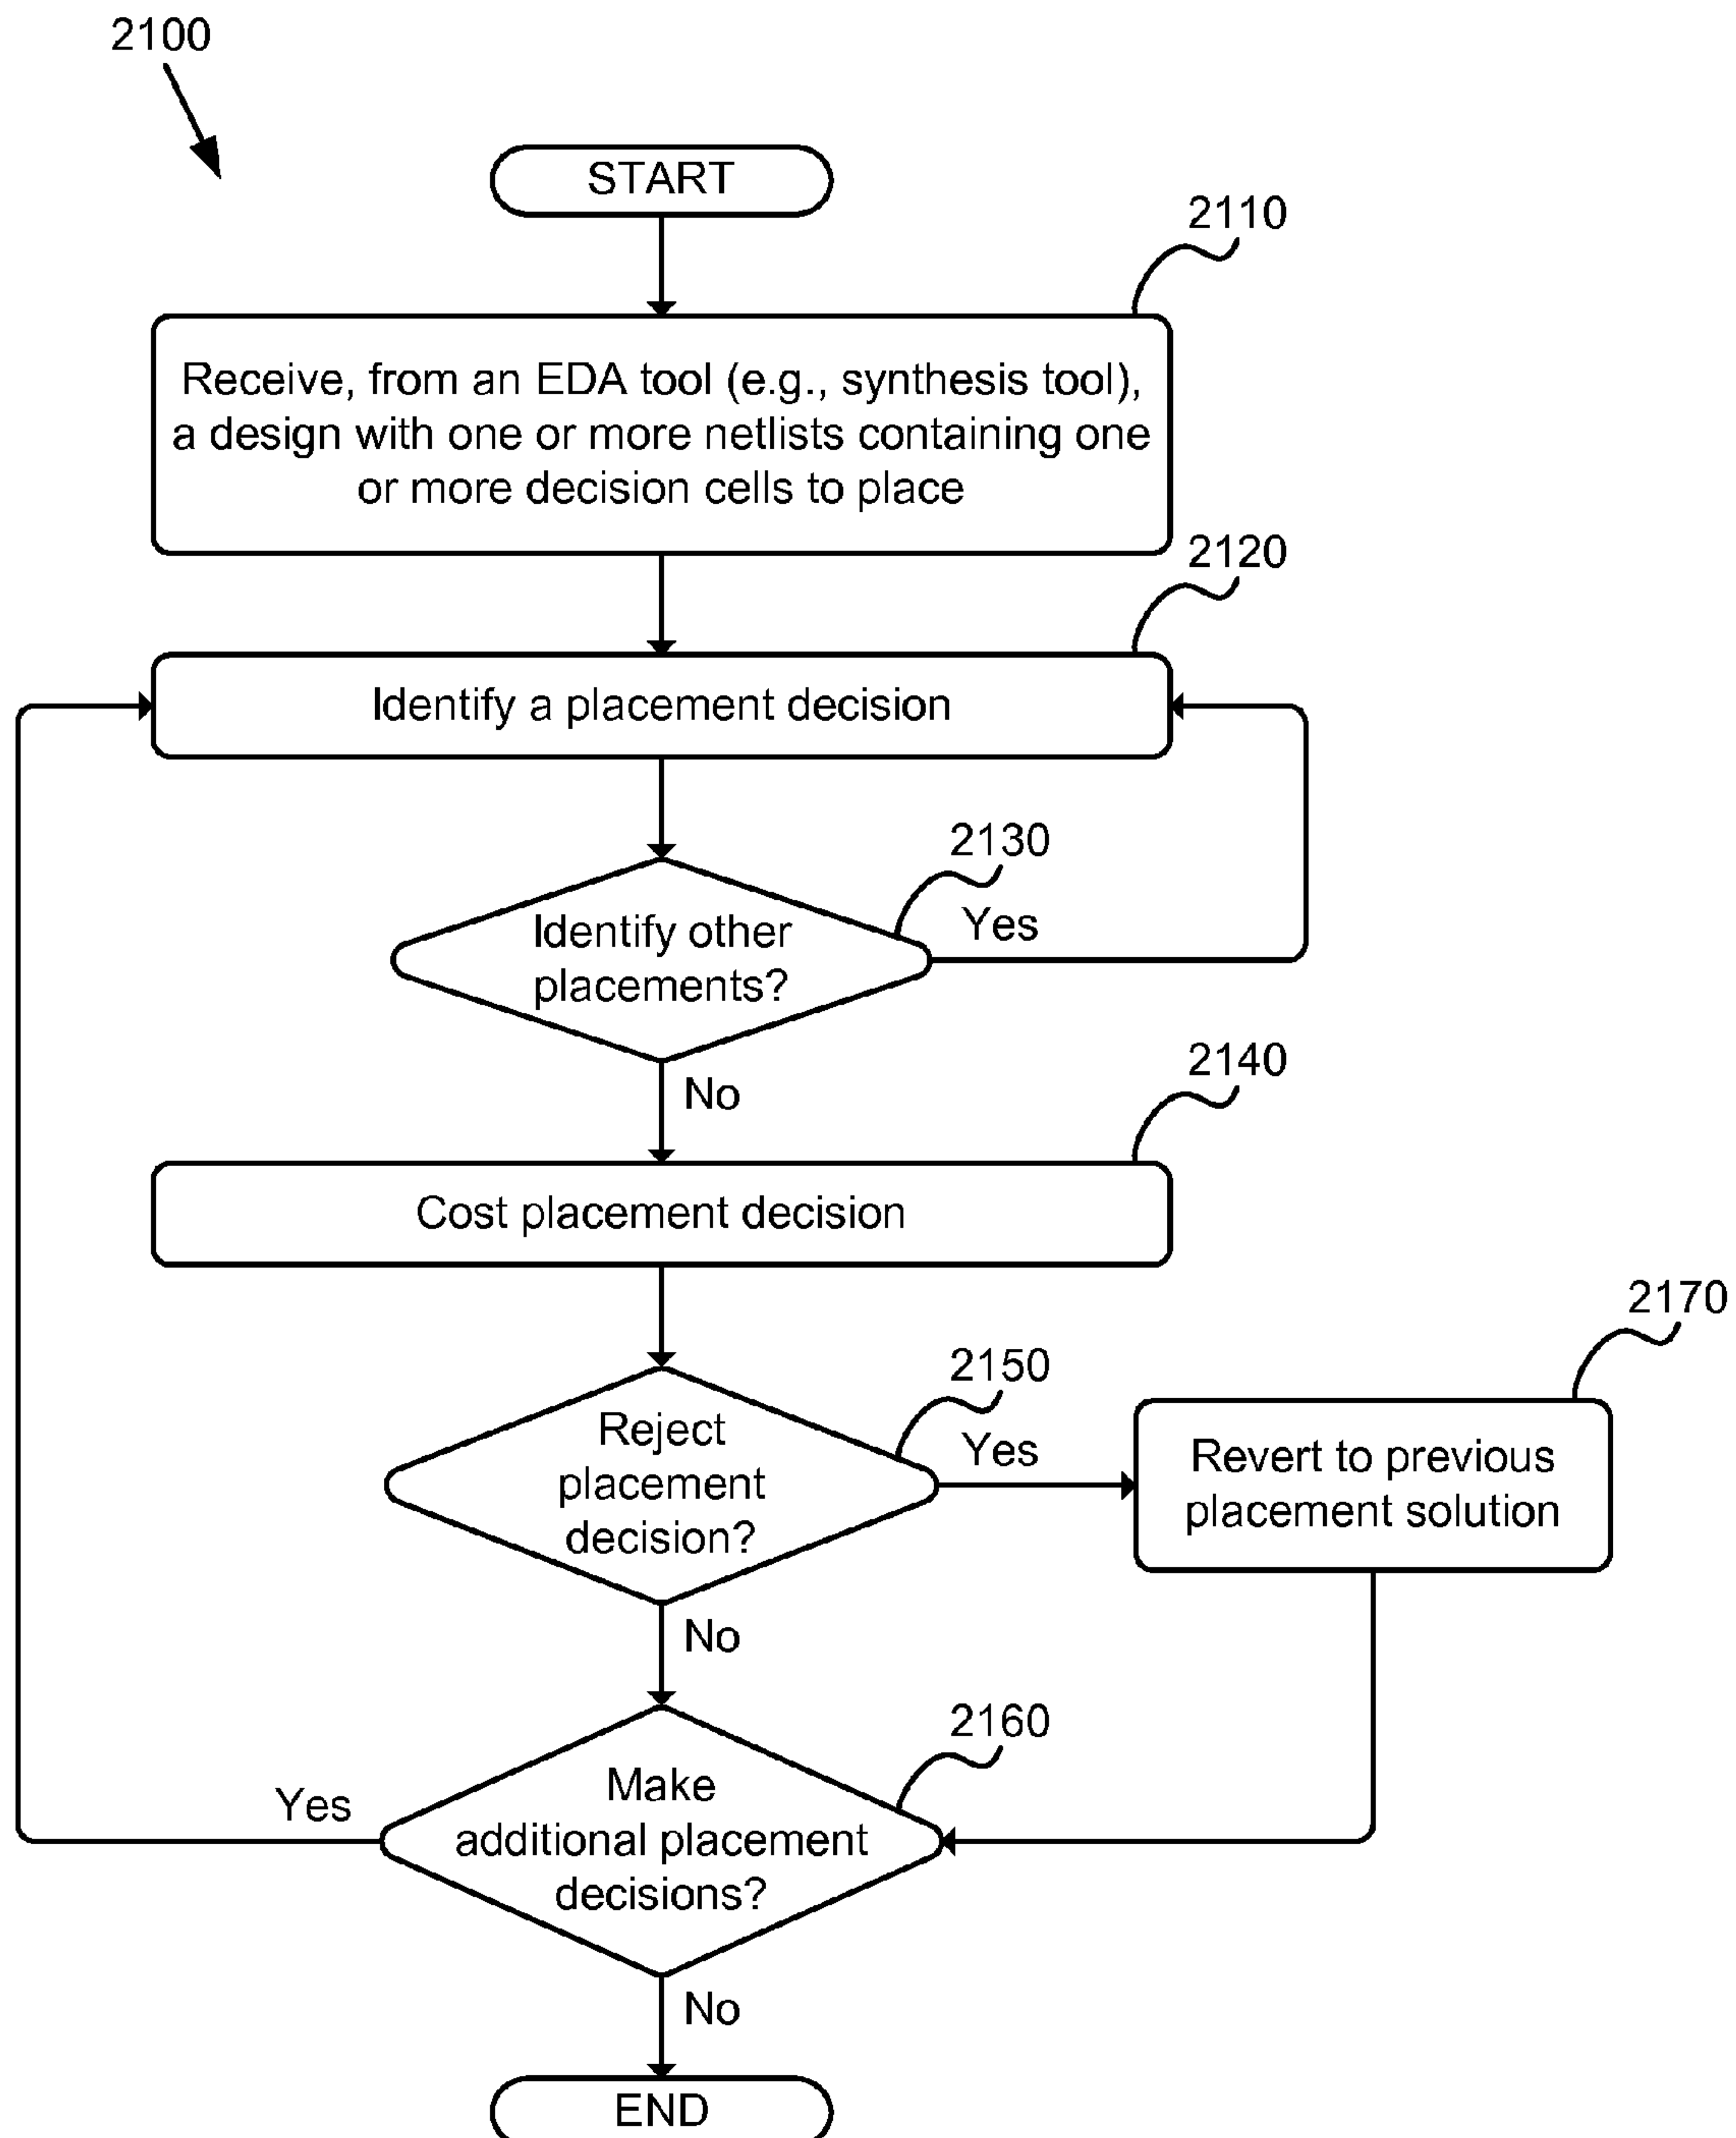 2100
START
2110
Receive, from an EDA tool (e.g., synthesis tool),
a design with one or more netlists containing one
or more decision cells to place
2120
Identify a placement decision
2130
Identify other
placements?
Yes
No
2140
Cost placement decision
2170
2150
Reject
placement
decision?
Yes
Revert to previous
placement solution
No
2160
Make
additional placement
decisions?
Yes
No
END